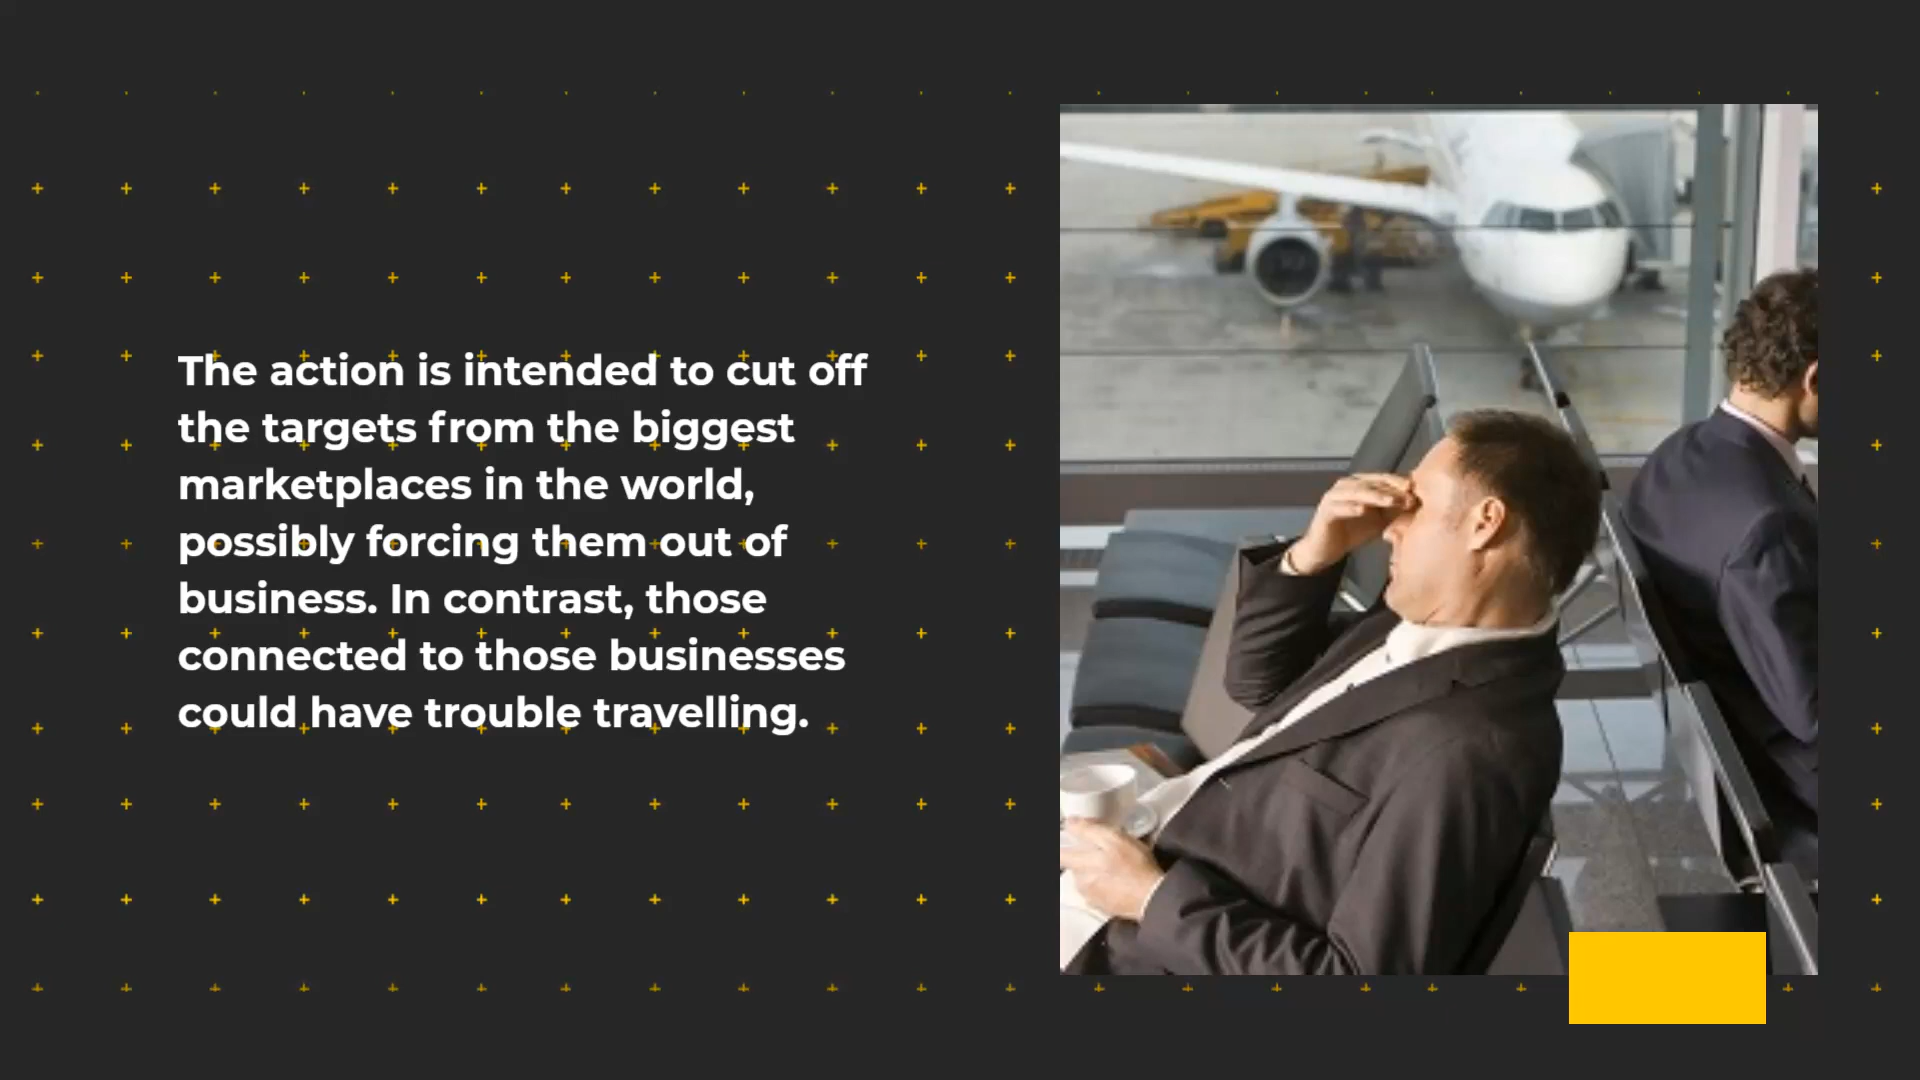 The action is intended to cut off
the targets from the biggest
marketplaces in the world,
possibly forcing them out of
business. In contrast, those
connected to those businesses
could have trouble travelling.